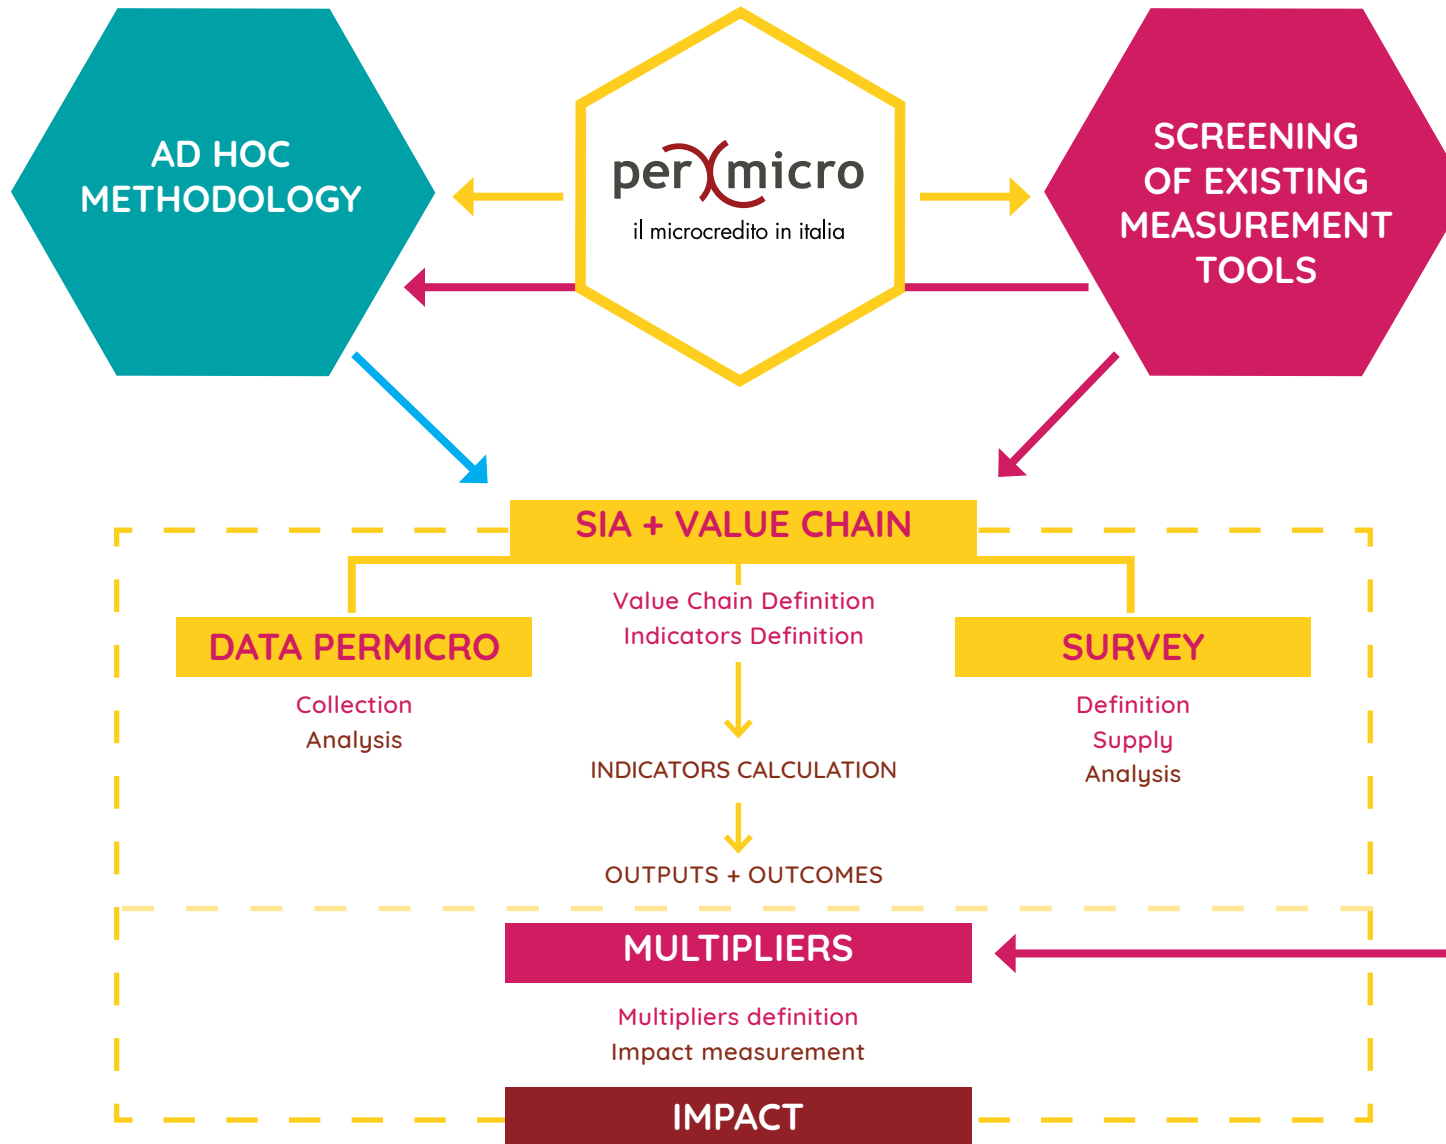 AD HOC
METHODOLOGY
per micro
il microcredito in italia
SCREENING
OF EXISTING
MEASUREMENT
TOOLS
SIA + VALUE CHAIN
Value Chain Definition
Indicators Definition
DATA PERMICRO
Collection
Analysis
SURVEY
Definition
Supply
Analysis
INDICATORS CALCULATION
OUTPUTS + OUTCOMES
MULTIPLIERS
Multipliers definition
Impact measurement
IMPACT